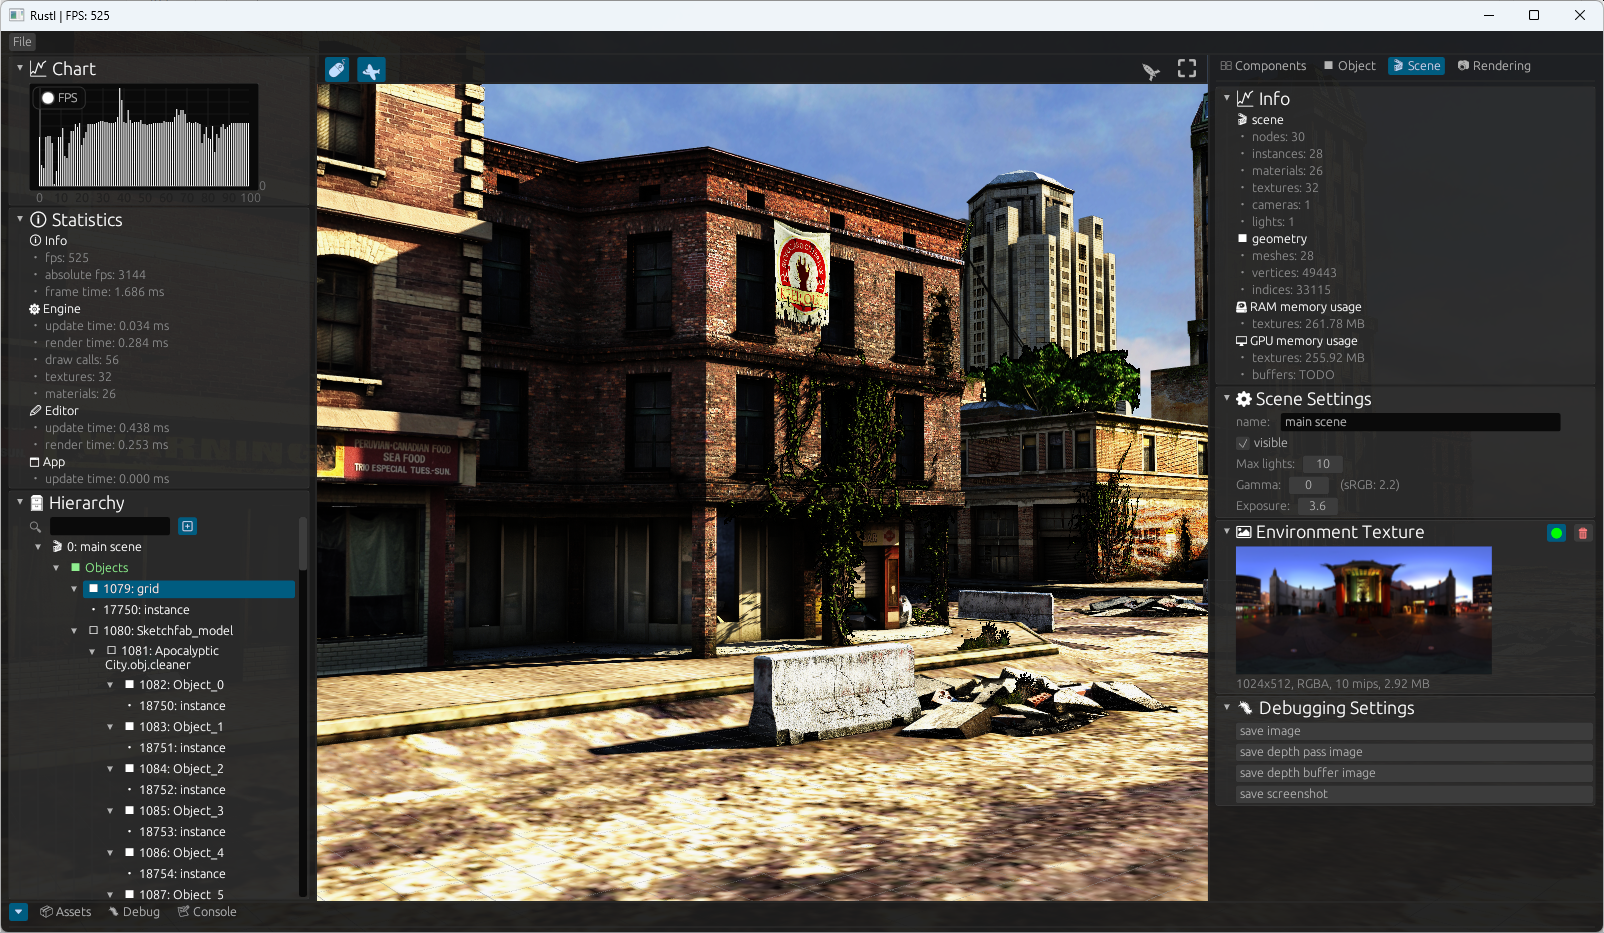 RustI | FPS: 525
File
Chart
FPS
0
0 10 20 30 40 50 60 70 80 90 100
Statistics
Info
fps: 525
absolute fps: 3144
frame time: 1.686 ms
Engine
update time: 0.034 ms
render time: 0.284 ms
draw calls: 56
textures: 32
materials: 26
Editor
update time: 0.438 ms
render time: 0.253 ms
App
update time: 0.000 ms
Hierarchy
0: main scene
Objects
1079: grid
17750: instance
1080: Sketchfab_model
1081: Apocalyptic
City.obj.cleaner
1082: Object_0
18750: instance
1083: Object_1
18751: instance
1084: Object_2
18752: instance
1085: Object_3
18753: instance
1086: Object_4
18754: instance
1087: Object_5
Assets Debug Console
PERUVIAN-CANADIAN FOOD
SEA FOOD
TRIO ESPECIAL TUES.-SUN.
Components Object Scene Rendering
Info
scene
nodes: 30
instances: 28
materials: 26
textures: 32
cameras: 1
lights: 1
geometry
meshes: 28
vertices: 49443
indices: 33115
RAM memory usage
textures: 261.78 MB
GPU memory usage
textures: 255.92 MB
buffers: TODO
Scene Settings
name: main scene
visible
Max lights: 10
Gamma: 0 (sRGB: 2.2)
Exposure: 3.6
Environment Texture
1024x512, RGBA, 10 mips, 2.92 MB
Debugging Settings
save image
save depth pass image
save depth buffer image
save screenshot